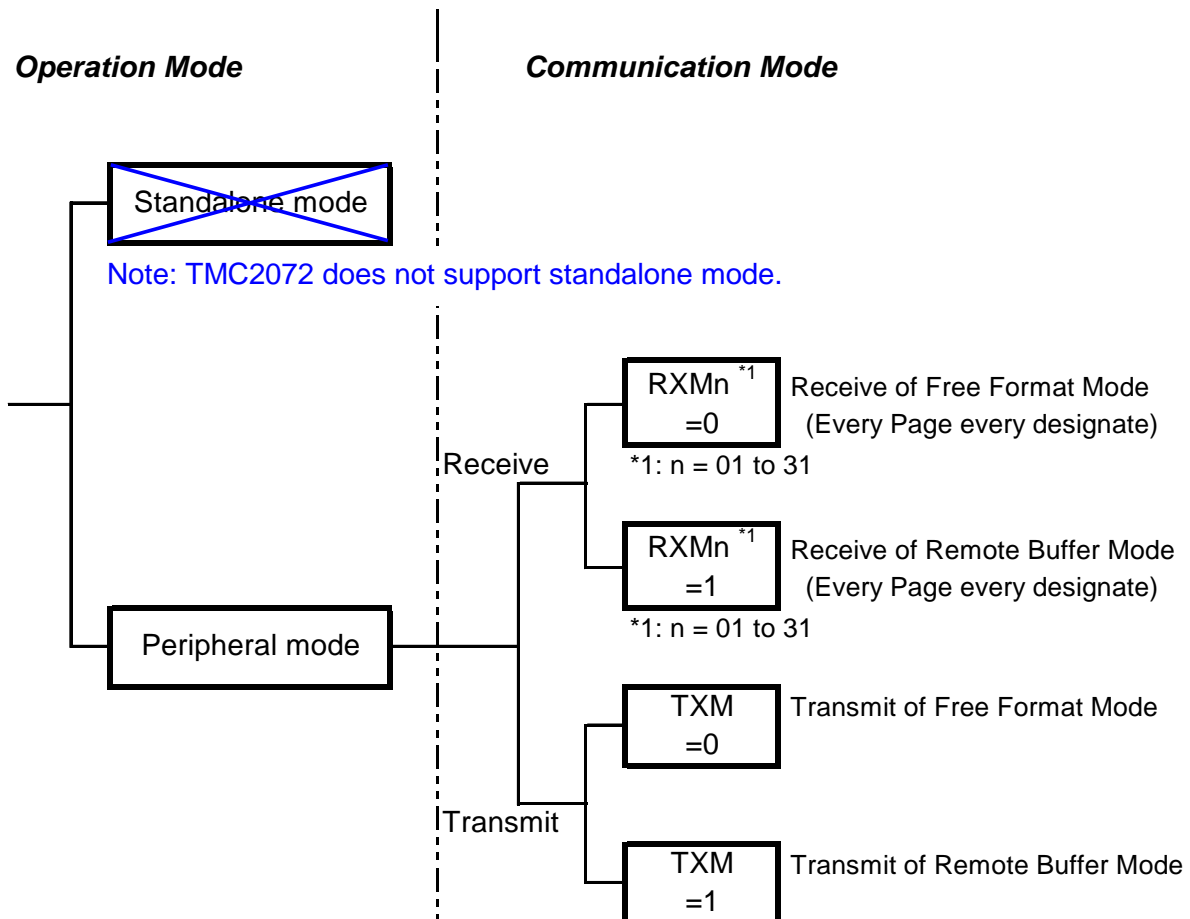 Operation Mode
Communication Mode
Standalone mode
Note: TMC2072 does not support standalone mode.
RXMn *1
=0
Receive of Free Format Mode
(Every Page every designate)
*1: n = 01 to 31
Receive
RXMn *1
=1
Receive of Remote Buffer Mode
(Every Page every designate)
*1: n = 01 to 31
Peripheral mode
TXM
=0
Transmit of Free Format Mode
Transmit
TXM
=1
Transmit of Remote Buffer Mode